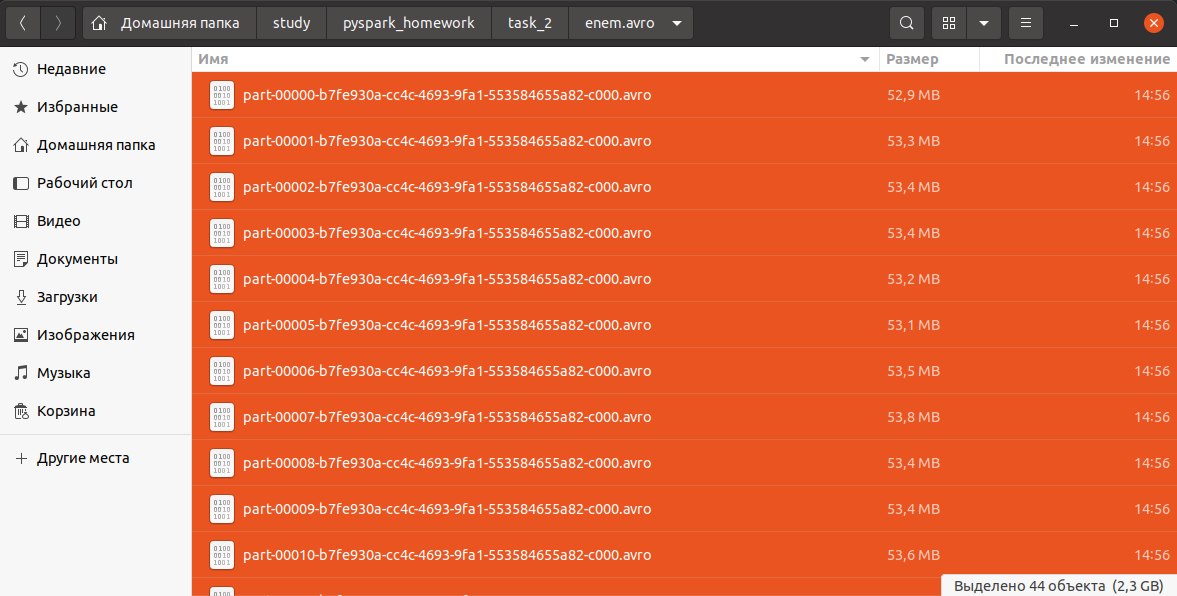 Домашняя папка study pyspark_homework task_2 enem.avro
Имя Размер Последнее изменение
Недавние
Избранные
Домашняя папка
Рабочий стол
Видео
Документы
Загрузки
Изображения
Музыка
Корзина
Другие места
part-00000-b7fe930a-cc4c-4693-9fa1-553584655a82-c000.avro 52,9 MB 14:56
part-00001-b7fe930a-cc4c-4693-9fa1-553584655a82-c000.avro 53,3 MB 14:56
part-00002-b7fe930a-cc4c-4693-9fa1-553584655a82-c000.avro 53,4 MB 14:56
part-00003-b7fe930a-cc4c-4693-9fa1-553584655a82-c000.avro 53,4 MB 14:56
part-00004-b7fe930a-cc4c-4693-9fa1-553584655a82-c000.avro 53,2 MB 14:56
part-00005-b7fe930a-cc4c-4693-9fa1-553584655a82-c000.avro 53,1 MB 14:56
part-00006-b7fe930a-cc4c-4693-9fa1-553584655a82-c000.avro 53,5 MB 14:56
part-00007-b7fe930a-cc4c-4693-9fa1-553584655a82-c000.avro 53,8 MB 14:56
part-00008-b7fe930a-cc4c-4693-9fa1-553584655a82-c000.avro 53,4 MB 14:56
part-00009-b7fe930a-cc4c-4693-9fa1-553584655a82-c000.avro 53,4 MB 14:56
part-00010-b7fe930a-cc4c-4693-9fa1-553584655a82-c000.avro 53,6 MB 14:56
Выделено 44 объекта (2,3 GB)